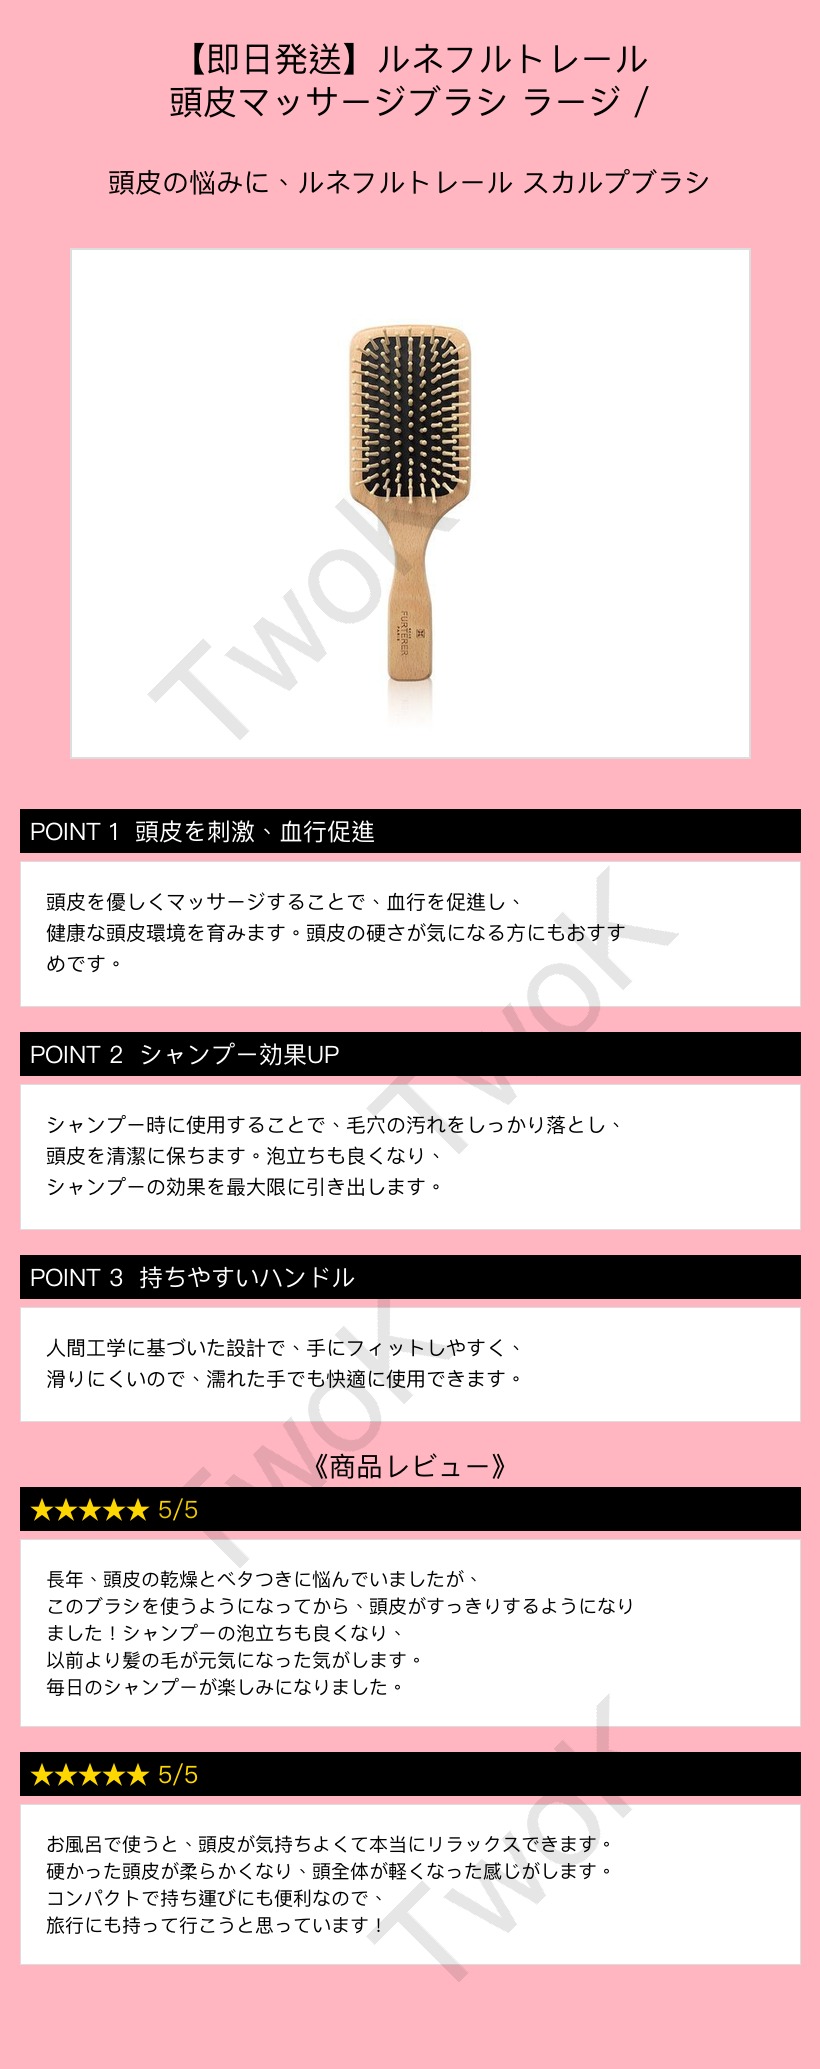 【即日発送】ルネフルトレール
頭皮マッサージブラシ ラージ /
頭皮の悩みに、ルネフルトレール スカルプブラシ
RENE
FURTERER
PARIS
TwoK
POINT 1 頭皮を刺激、血行促進
頭皮を優しくマッサージすることで、血行を促進し、
健康な頭皮環境を育みます。頭皮の硬さが気になる方にもおすす
めです。
TwoK
POINT 2 シャンプー効果UP
シャンプー時に使用することで、毛穴の汚れをしっかり落とし、
頭皮を清潔に保ちます。泡立ちも良くなり、
シャンプーの効果を最大限に引き出します。
POINT 3 持ちやすいハンドル
人間工学に基づいた設計で、手にフィットしやすく、
滑りにくいので、濡れた手でも快適に使用できます。
TwoK
《商品レビュー》
★★★★★ 5/5
長年、頭皮の乾燥とベタつきに悩んでいましたが、
このブラシを使うようになってから、頭皮がすっきりするようになり
ました！シャンプーの泡立ちも良くなり、
以前より髪の毛が元気になった気がします。
毎日のシャンプーが楽しみになりました。
★★★★★ 5/5
お風呂で使うと、頭皮が気持ちよくて本当にリラックスできます。
硬かった頭皮が柔らかくなり、頭全体が軽くなった感じがします。
コンパクトで持ち運びにも便利なので、
旅行にも持って行こうと思っています！
TwoK